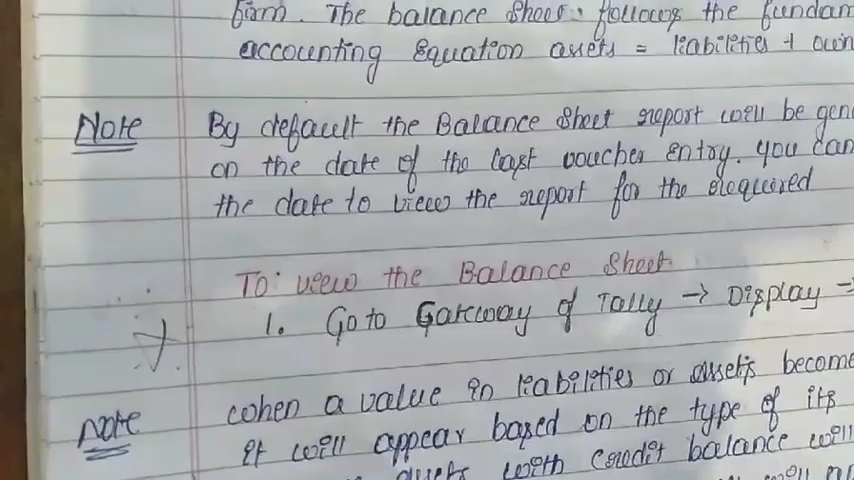 firm. The balance Sheet follows the fundam
accounting Equation assets = liabilities + own
Note By default the Balance Sheet report will be gene
on the date of the last voucher entry. You can
the date to view the report for the required
To view the Balance Sheet
1. Go to Gateway of Tally → Display →
when a value in liabilities or assets become
Note it will appear based on the type of its
assets with credit balance will
will